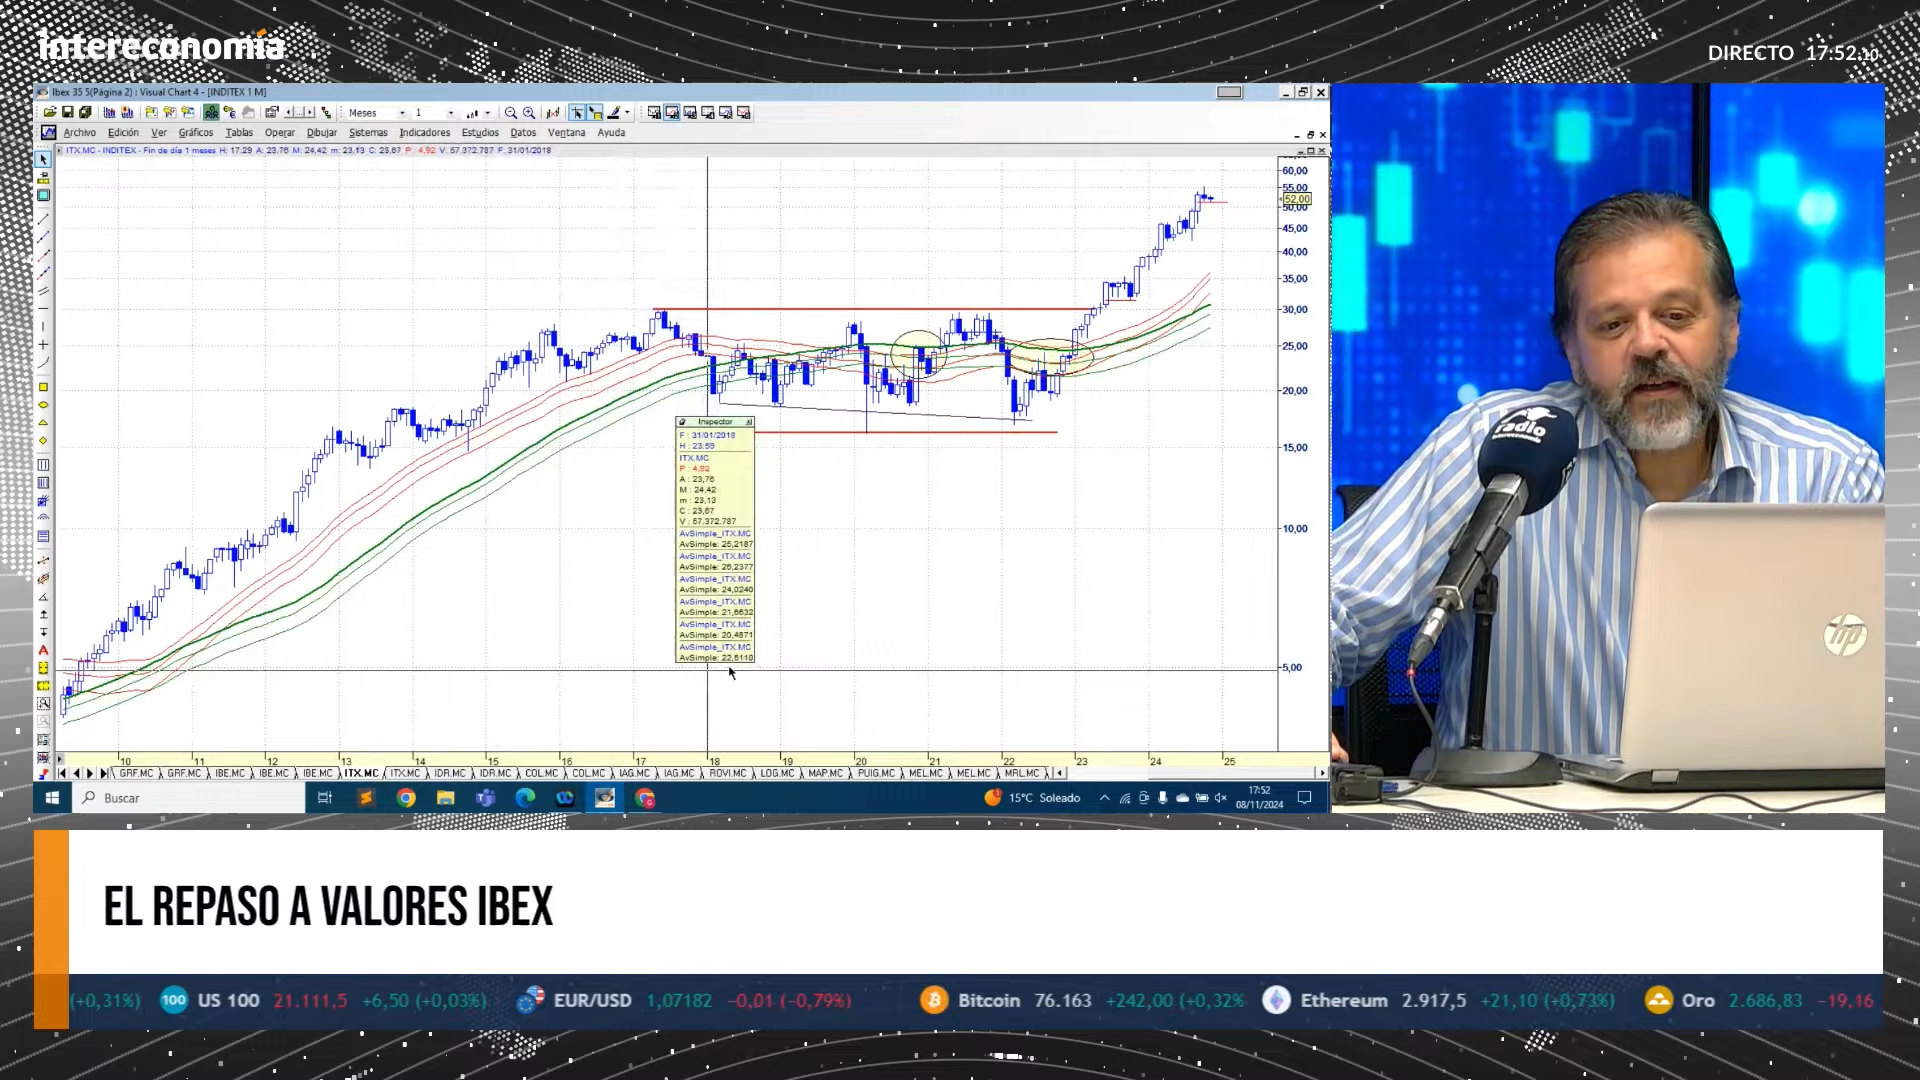 intereconomía
DIRECTO 17:52:10
Ibex 35 5(Página 2) : Visual Chart 4 - [INDITEX 1 M]
Meses
1
Archivo Edición Ver Gráficos Tablas Operar Dibujar Sistemas Indicadores Estudios Datos Ventana Ayuda
ITX.MC - INDITEX - Fin de día 1 meses H: 17:29 A: 23,76 M: 24,42 m: 23,13 C: 23,67 P: 4,92 V: 57.372.787 F: 31/01/2018
60,00
55,00
52,00
50,00
45,00
40,00
35,00
30,00
25,00
20,00
15,00
10,00
5,00
Inspector
F : 31/01/2018
H : 23:59
ITX.MC
P : 4,92
A : 23,76
M : 24,42
m : 23,13
C : 23,67
V : 57.372.787
AvSimple_ITX.MC
AvSimple: 25,2187
AvSimple_ITX.MC
AvSimple: 26,2377
AvSimple_ITX.MC
AvSimple: 24,0240
AvSimple_ITX.MC
AvSimple: 21,6632
AvSimple_ITX.MC
AvSimple: 20,4871
AvSimple_ITX.MC
AvSimple: 22,5110
10 11 12 13 14 15 16 17 18 19 20 21 22 23 24 25
GRF.MC GRF.MC IBE.MC IBE.MC IBE.MC ITX.MC ITX.MC IDR.MC IDR.MC COL.MC COL.MC IAG.MC IAG.MC ROVI.MC LOG.MC MAP.MC PUIG.MC MEL.MC MEL.MC MRL.MC
Buscar
15°C Soleado
17:52
08/11/2024
radio
intereconomía
hp
EL REPASO A VALORES IBEX
(+0,31%) 100 US 100 21.111,5 +6,50 (+0,03%) EUR/USD 1,07182 −0,01 (−0,79%) Bitcoin 76.163 +242,00 (+0,32% Ethereum 2.917,5 +21,10 (+0,73%) Oro 2.686,83 −19,16